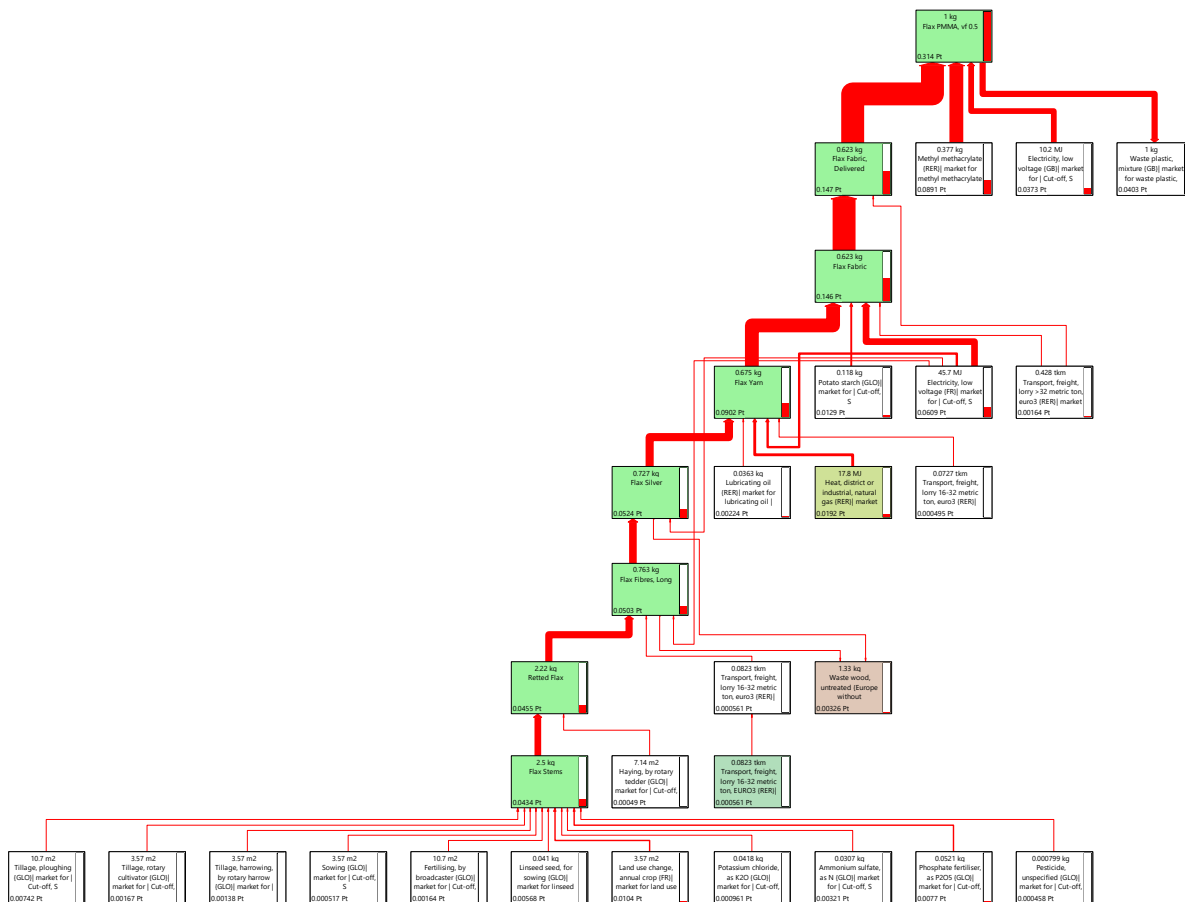 1 kg
Flax PMMA, vf 0.5
0.314 Pt
0.623 kg
Flax Fabric,
Delivered
0.147 Pt
0.377 kg
Methyl methacrylate
{RER}| market for
methyl methacrylate
0.0891 Pt
10.2 MJ
Electricity, low
voltage {GB}| market
for | Cut-off, S
0.0373 Pt
1 kg
Waste plastic,
mixture {GB}| market
for waste plastic,
0.0403 Pt
0.623 kg
Flax Fabric
0.146 Pt
0.675 kg
Flax Yarn
0.0902 Pt
0.118 kg
Potato starch {GLO}|
market for | Cut-off,
S
0.0129 Pt
45.7 MJ
Electricity, low
voltage {FR}| market
for | Cut-off, S
0.0609 Pt
0.428 tkm
Transport, freight,
lorry >32 metric ton,
euro3 {RER}| market
0.00164 Pt
0.727 kg
Flax Silver
0.0524 Pt
0.0363 kg
Lubricating oil
{RER}| market for
lubricating oil |
0.00224 Pt
17.8 MJ
Heat, district or
industrial, natural
gas {RER}| market
0.0192 Pt
0.0727 tkm
Transport, freight,
lorry 16-32 metric
ton, euro3 {RER}|
0.000495 Pt
0.763 kg
Flax Fibres, Long
0.0503 Pt
2.22 kg
Retted Flax
0.0455 Pt
0.0823 tkm
Transport, freight,
lorry 16-32 metric
ton, euro3 {RER}|
0.000561 Pt
1.33 kg
Waste wood,
untreated {Europe
without
0.00326 Pt
2.5 kg
Flax Stems
0.0434 Pt
7.14 m2
Haying, by rotary
tedder {GLO}|
market for | Cut-off,
0.00049 Pt
0.0823 tkm
Transport, freight,
lorry 16-32 metric
ton, EURO3 {RER}|
0.000561 Pt
10.7 m2
Tillage, ploughing
{GLO}| market for |
Cut-off, S
0.00742 Pt
3.57 m2
Tillage, rotary
cultivator {GLO}|
market for | Cut-off,
0.00167 Pt
3.57 m2
Tillage, harrowing,
by rotary harrow
{GLO}| market for |
0.00138 Pt
3.57 m2
Sowing {GLO}|
market for | Cut-off,
S
0.000517 Pt
10.7 m2
Fertilising, by
broadcaster {GLO}|
market for | Cut-off,
0.00164 Pt
0.041 kg
Linseed seed, for
sowing {GLO}|
market for linseed
0.00568 Pt
3.57 m2
Land use change,
annual crop {FR}|
market for land use
0.0104 Pt
0.0418 kg
Potassium chloride,
as K2O {GLO}|
market for | Cut-off,
0.000961 Pt
0.0307 kg
Ammonium sulfate,
as N {GLO}| market
for | Cut-off, S
0.00321 Pt
0.0521 kg
Phosphate fertiliser,
as P2O5 {GLO}|
market for | Cut-off,
0.0077 Pt
0.000799 kg
Pesticide,
unspecified {GLO}|
market for | Cut-off,
0.000458 Pt